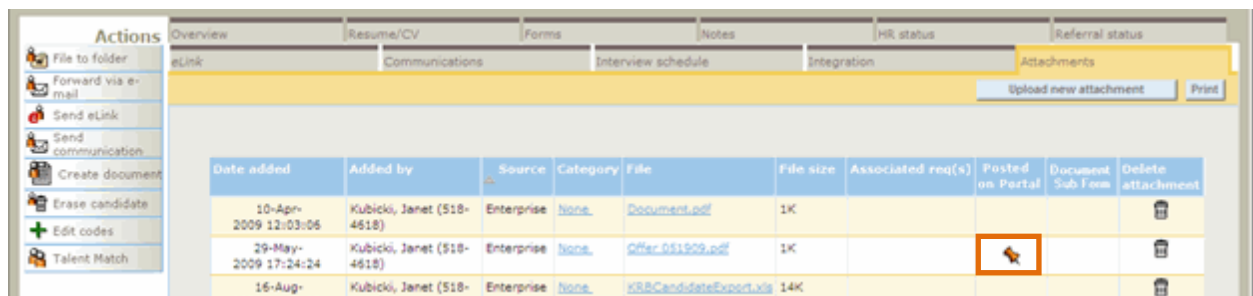 Actions
Overview Resume/CV Forms Notes HR status Referral status
eLink Communications Interview schedule Integration Attachments
Upload new attachment Print
File to folder
Forward via e-
mail
Send eLink
Send
communication
Create document
Erase candidate
Edit codes
Talent Match
Date added Added by Source Category File File size Associated req(s) Posted
on Portal Document
Sub Form Delete
attachment
10-Apr-
2009 12:03:06 Kubicki, Janet (518-
4618) Enterprise None Document.pdf 1K
29-May-
2009 17:24:24 Kubicki, Janet (518-
4618) Enterprise None Offer 051909.pdf 1K
16-Aug- Kubicki, Janet (518- Enterprise None KRBCandidateExport.xls 14K